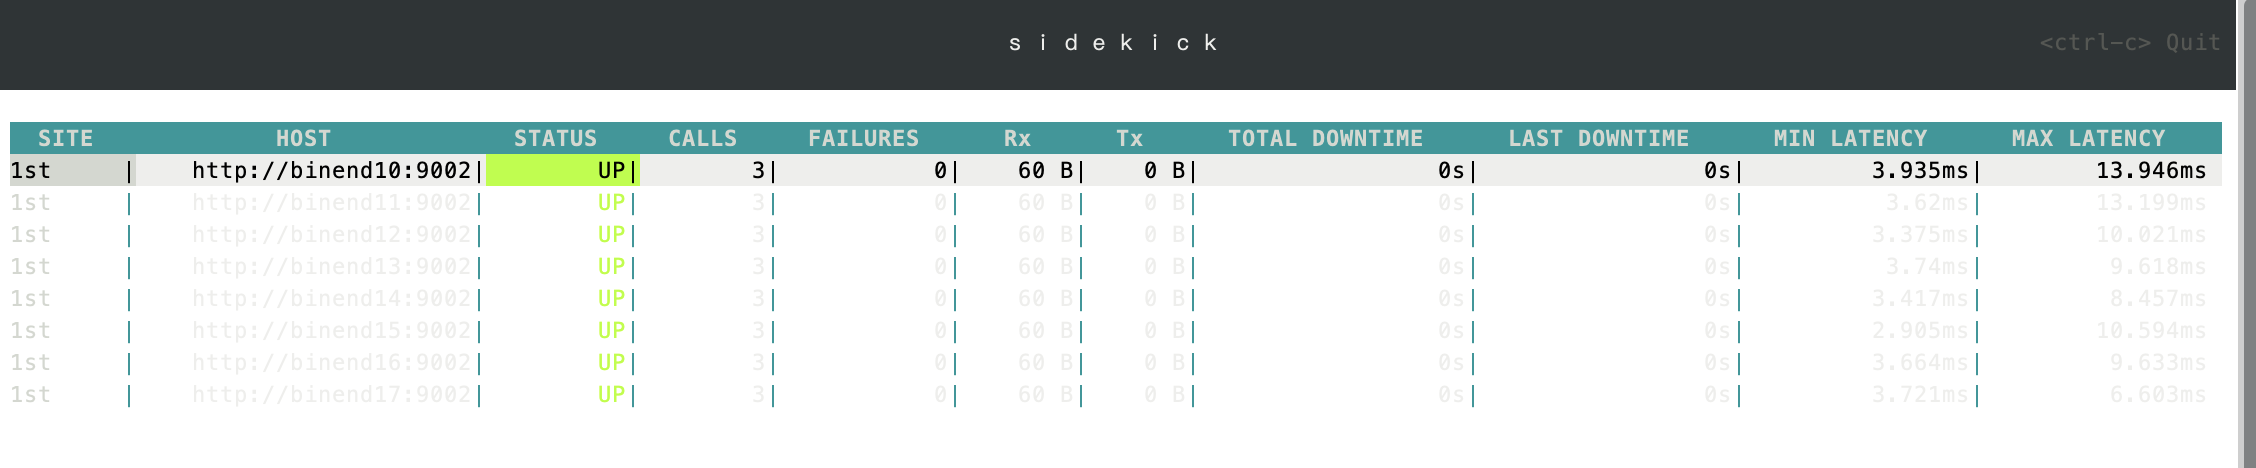 s i d e k i c k <ctrl-c> Quit
SITE HOST STATUS CALLS FAILURES Rx Tx TOTAL DOWNTIME LAST DOWNTIME MIN LATENCY MAX LATENCY
1st | http://binend10:9002| UP| 3| 0| 60 B| 0 B| 0s| 0s| 3.935ms| 13.946ms
1st | http://binend11:9002| UP| 3| 0| 60 B| 0 B| 0s| 0s| 3.62ms| 13.199ms
1st | http://binend12:9002| UP| 3| 0| 60 B| 0 B| 0s| 0s| 3.375ms| 10.021ms
1st | http://binend13:9002| UP| 3| 0| 60 B| 0 B| 0s| 0s| 3.74ms| 9.618ms
1st | http://binend14:9002| UP| 3| 0| 60 B| 0 B| 0s| 0s| 3.417ms| 8.457ms
1st | http://binend15:9002| UP| 3| 0| 60 B| 0 B| 0s| 0s| 2.905ms| 10.594ms
1st | http://binend16:9002| UP| 3| 0| 60 B| 0 B| 0s| 0s| 3.664ms| 9.633ms
1st | http://binend17:9002| UP| 3| 0| 60 B| 0 B| 0s| 0s| 3.721ms| 6.603ms